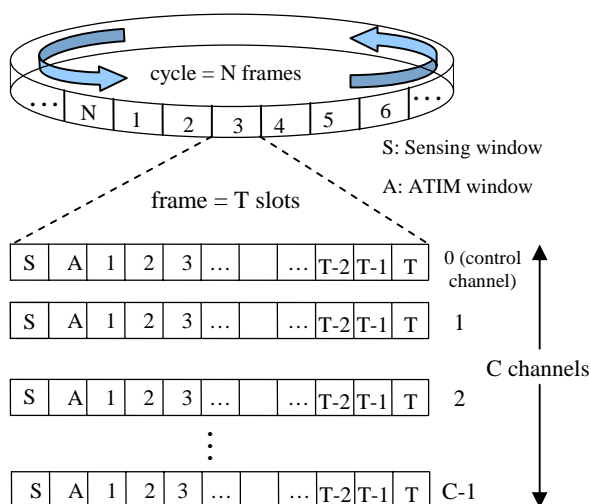 cycle = N frames
... N 1 2 3 4 5 6 ...
S: Sensing window
A: ATIM window
frame = T slots
S A 1 2 3 ... ... T-2 T-1 T
0 (control
channel)
S A 1 2 3 ... ... T-2 T-1 T 1
C channels
S A 1 2 3 ... ... T-2 T-1 T 2
S A 1 2 3 ... ... T-2 T-1 T C-1